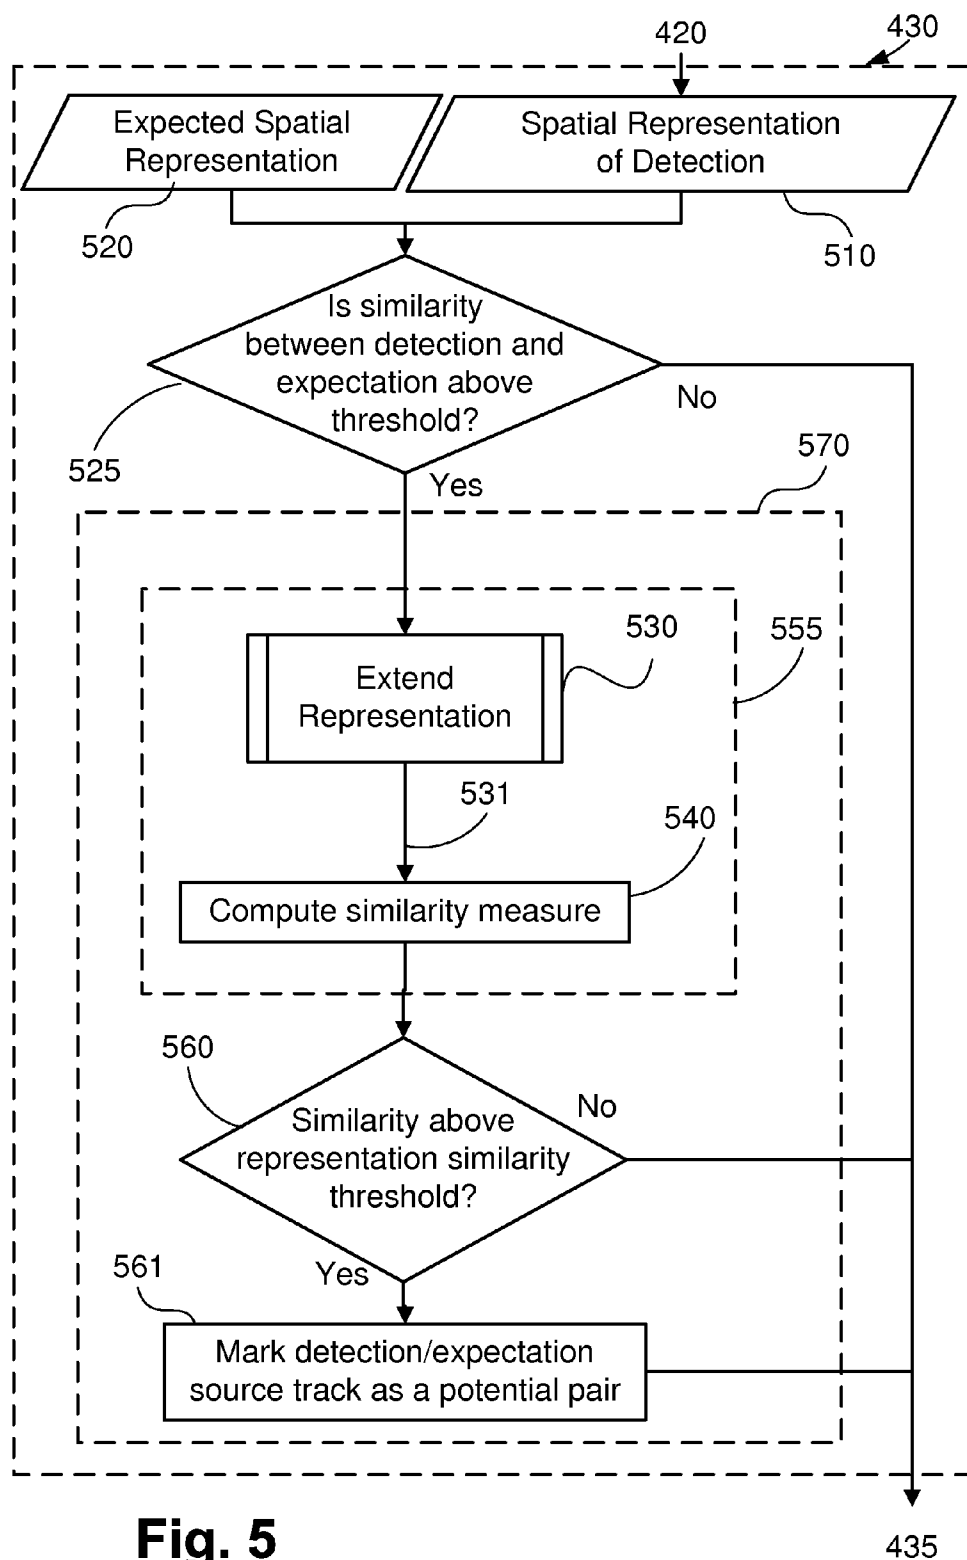 430
420
Expected Spatial
Representation
Spatial Representation
of Detection
520
510
Is similarity
between detection and
expectation above
threshold?
No
525
Yes
570
530
555
Extend
Representation
531
540
Compute similarity measure
560
No
Similarity above
representation similarity
threshold?
Yes
561
Mark detection/expectation
source track as a potential pair
Fig. 5
435